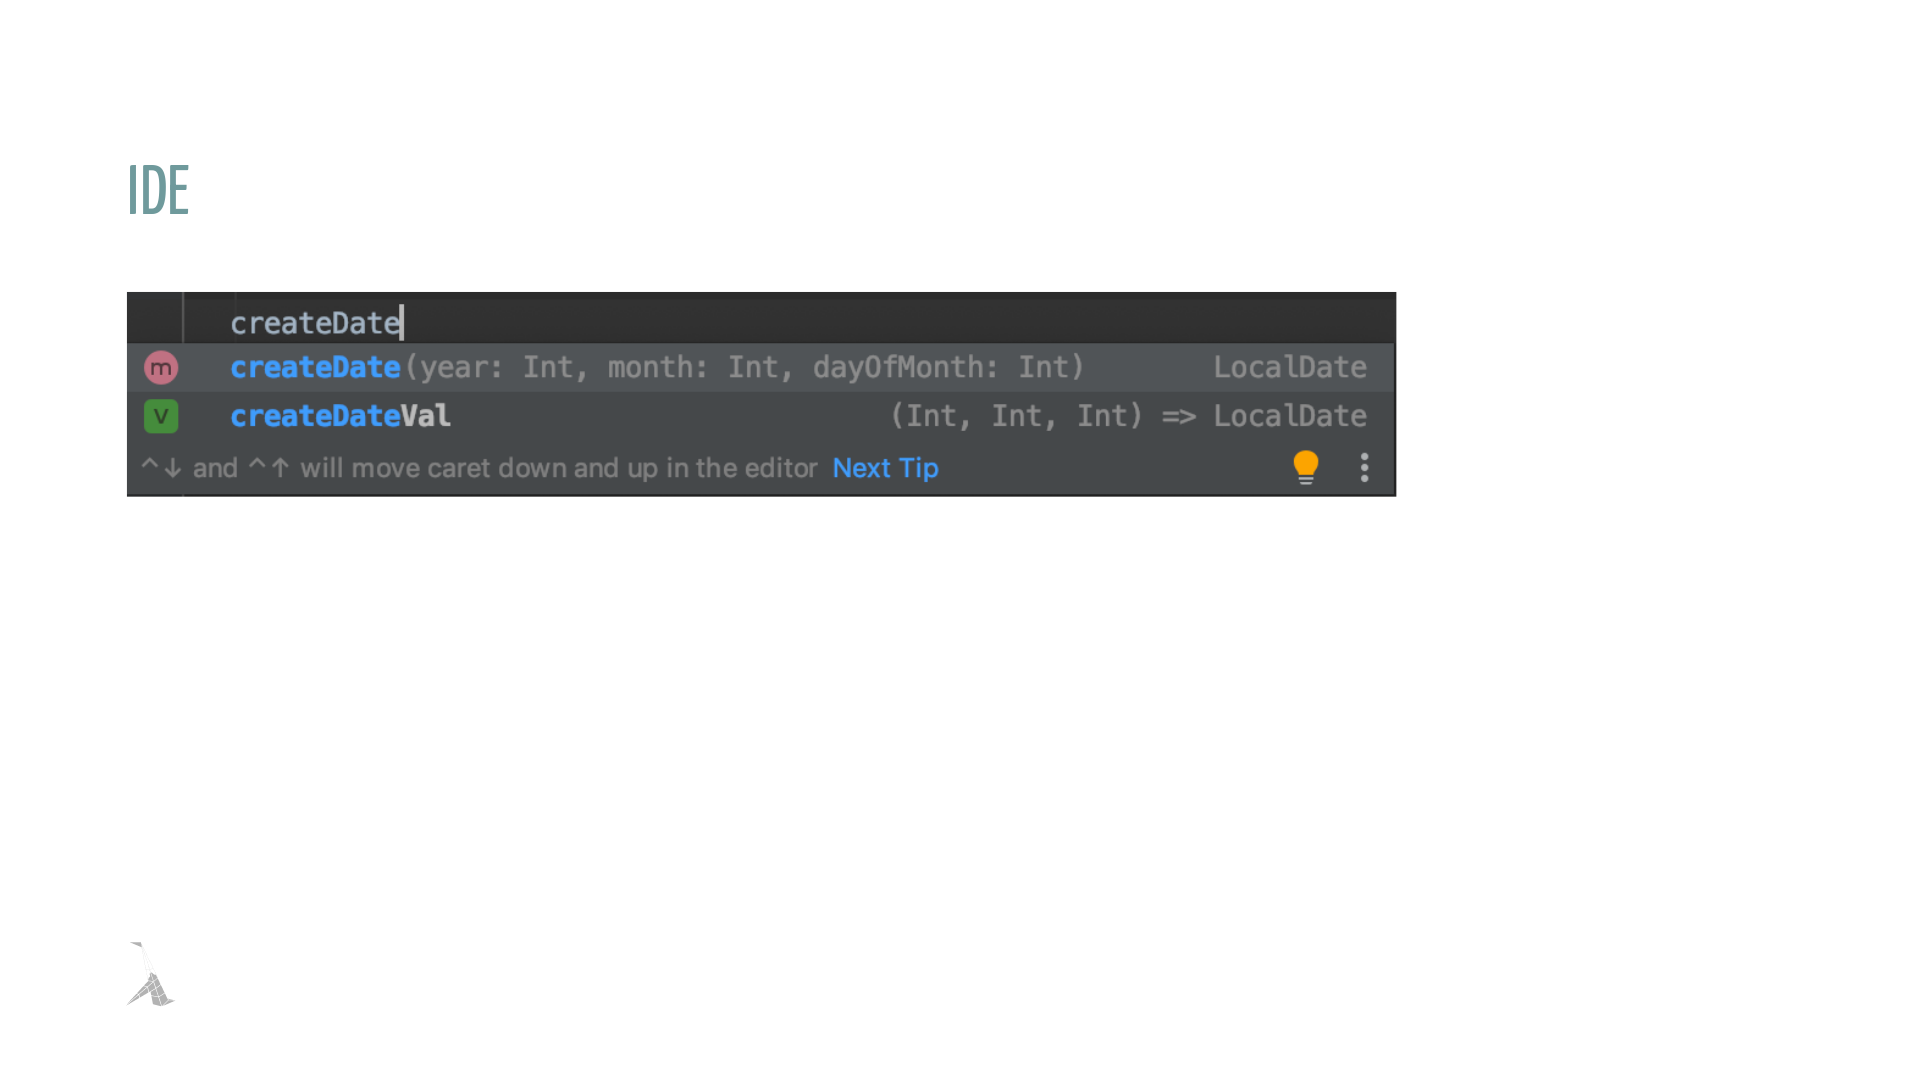 IDE
createDate
m createDate(year: Int, month: Int, dayOfMonth: Int) LocalDate
V createDateVal (Int, Int, Int) => LocalDate
^↓ and ^↑ will move caret down and up in the editor Next Tip